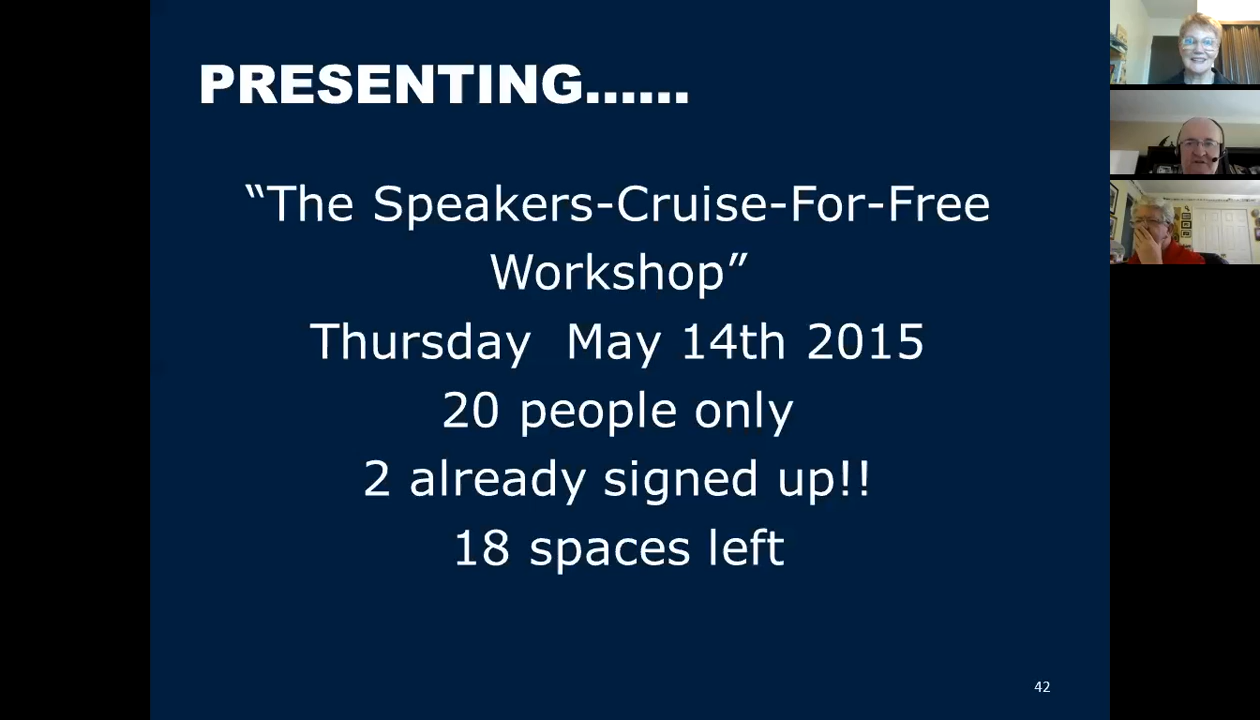 PRESENTING......
“The Speakers-Cruise-For-Free
Workshop”
Thursday  May 14th 2015
20 people only
2 already signed up!!
18 spaces left
42